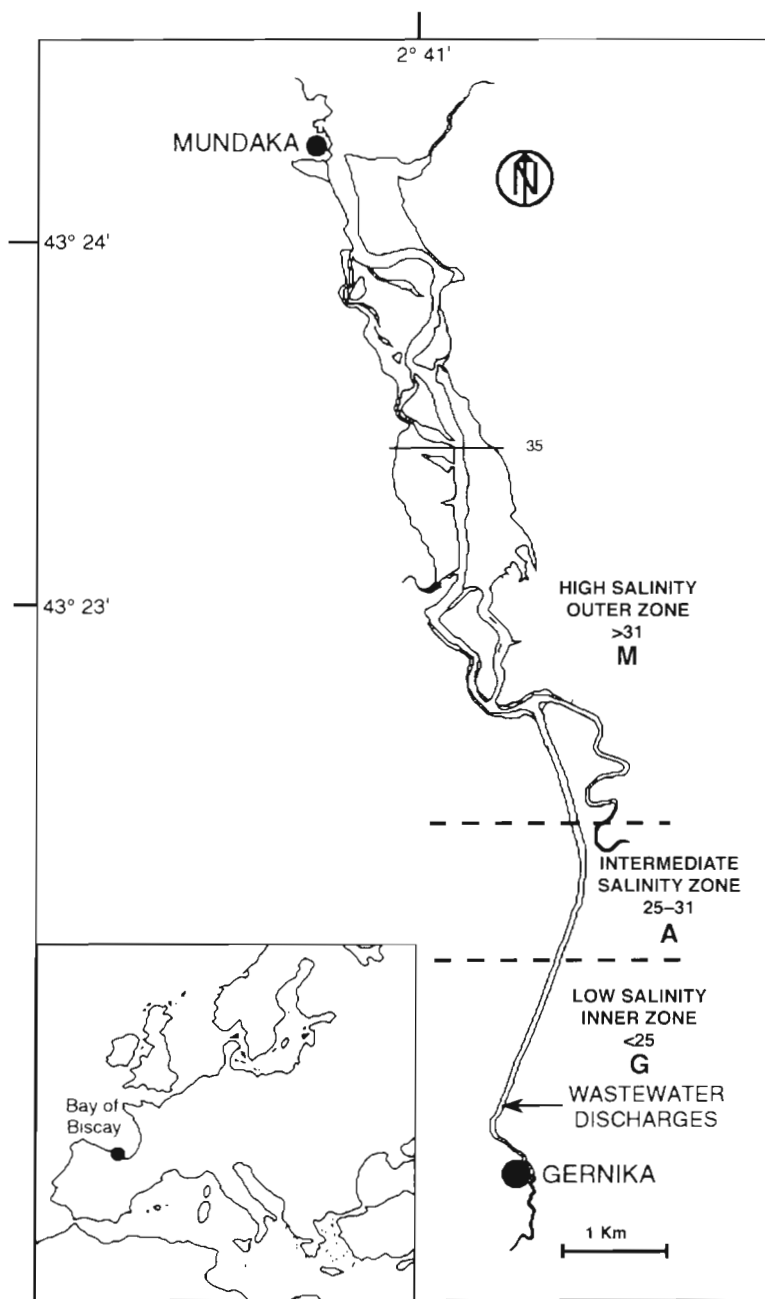 2° 41'
MUNDAKA
N
43° 24'
35
43° 23'
HIGH SALINITY
OUTER ZONE
>31
M
INTERMEDIATE
SALINITY ZONE
25–31
A
LOW SALINITY
INNER ZONE
<25
G
WASTEWATER
DISCHARGES
GERNIKA
1 Km
Bay of
Biscay